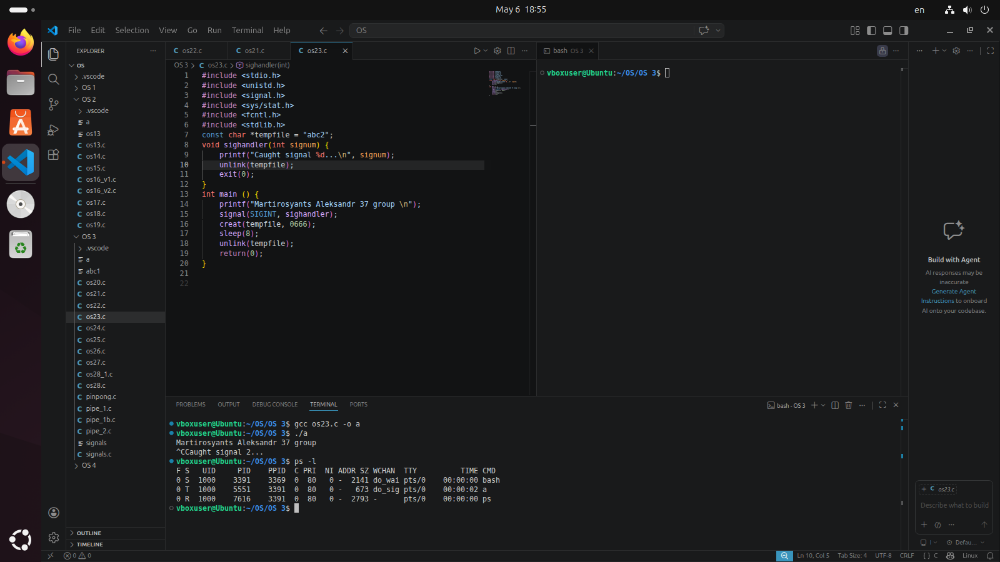 May 6 18:55
en
File Edit Selection View Go Run Terminal Help
OS
EXPLORER
OS
.vscode
OS 1
OS 2
.vscode
a
os13
os13.c
os14.c
os15.c
os16_v1.c
os16_v2.c
os17.c
os18.c
os19.c
OS 3
.vscode
a
abc1
os20.c
os21.c
os22.c
os23.c
os24.c
os25.c
os26.c
os27.c
os28_1.c
os28.c
pinpong.c
pipe_1.c
pipe_1b.c
pipe_2.c
signals
signals.c
OS 4
OUTLINE
TIMELINE
C os22.c
C os21.c
C os23.c
OS 3 > C os23.c > sighandler(int)
1 #include <stdio.h>
2 #include <unistd.h>
3 #include <signal.h>
4 #include <sys/stat.h>
5 #include <fcntl.h>
6 #include <stdlib.h>
7 const char *tempfile = "abc2";
8 void sighandler(int signum) {
9 printf("Caught signal %d...\n", signum);
10 unlink(tempfile);
11 exit(0);
12 }
13 int main () {
14 printf("Martirosyants Aleksandr 37 group \n");
15 signal(SIGINT, sighandler);
16 creat(tempfile, 0666);
17 sleep(8);
18 unlink(tempfile);
19 return(0);
20 }
21
22
bash OS 3
vboxuser@Ubuntu:~/OS/OS 3$
Build with Agent
AI responses may be
inaccurate
Generate Agent
Instructions to onboard
AI onto your codebase.
+ C os23.c
Describe what to build
Defau...
PROBLEMS OUTPUT DEBUG CONSOLE TERMINAL PORTS
bash - OS 3
vboxuser@Ubuntu:~/OS/OS 3$ gcc os23.c -o a
vboxuser@Ubuntu:~/OS/OS 3$ ./a
Martirosyants Aleksandr 37 group
^CCaught signal 2...
vboxuser@Ubuntu:~/OS/OS 3$ ps -l
F S UID PID PPID C PRI NI ADDR SZ WCHAN TTY TIME CMD
0 S 1000 3391 3369 0 80 0 - 2141 do_wai pts/0 00:00:00 bash
0 T 1000 5551 3391 0 80 0 - 673 do_sig pts/0 00:00:02 a
0 R 1000 7616 3391 0 80 0 - 2793 - pts/0 00:00:00 ps
vboxuser@Ubuntu:~/OS/OS 3$
0 0
Ln 10, Col 5 Tab Size: 4 UTF-8 CRLF { } C Linux